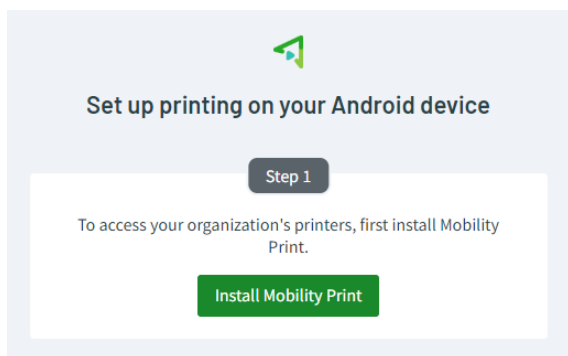 Set up printing on your Android device
Step 1
To access your organization's printers, first install Mobility
Print.
Install Mobility Print